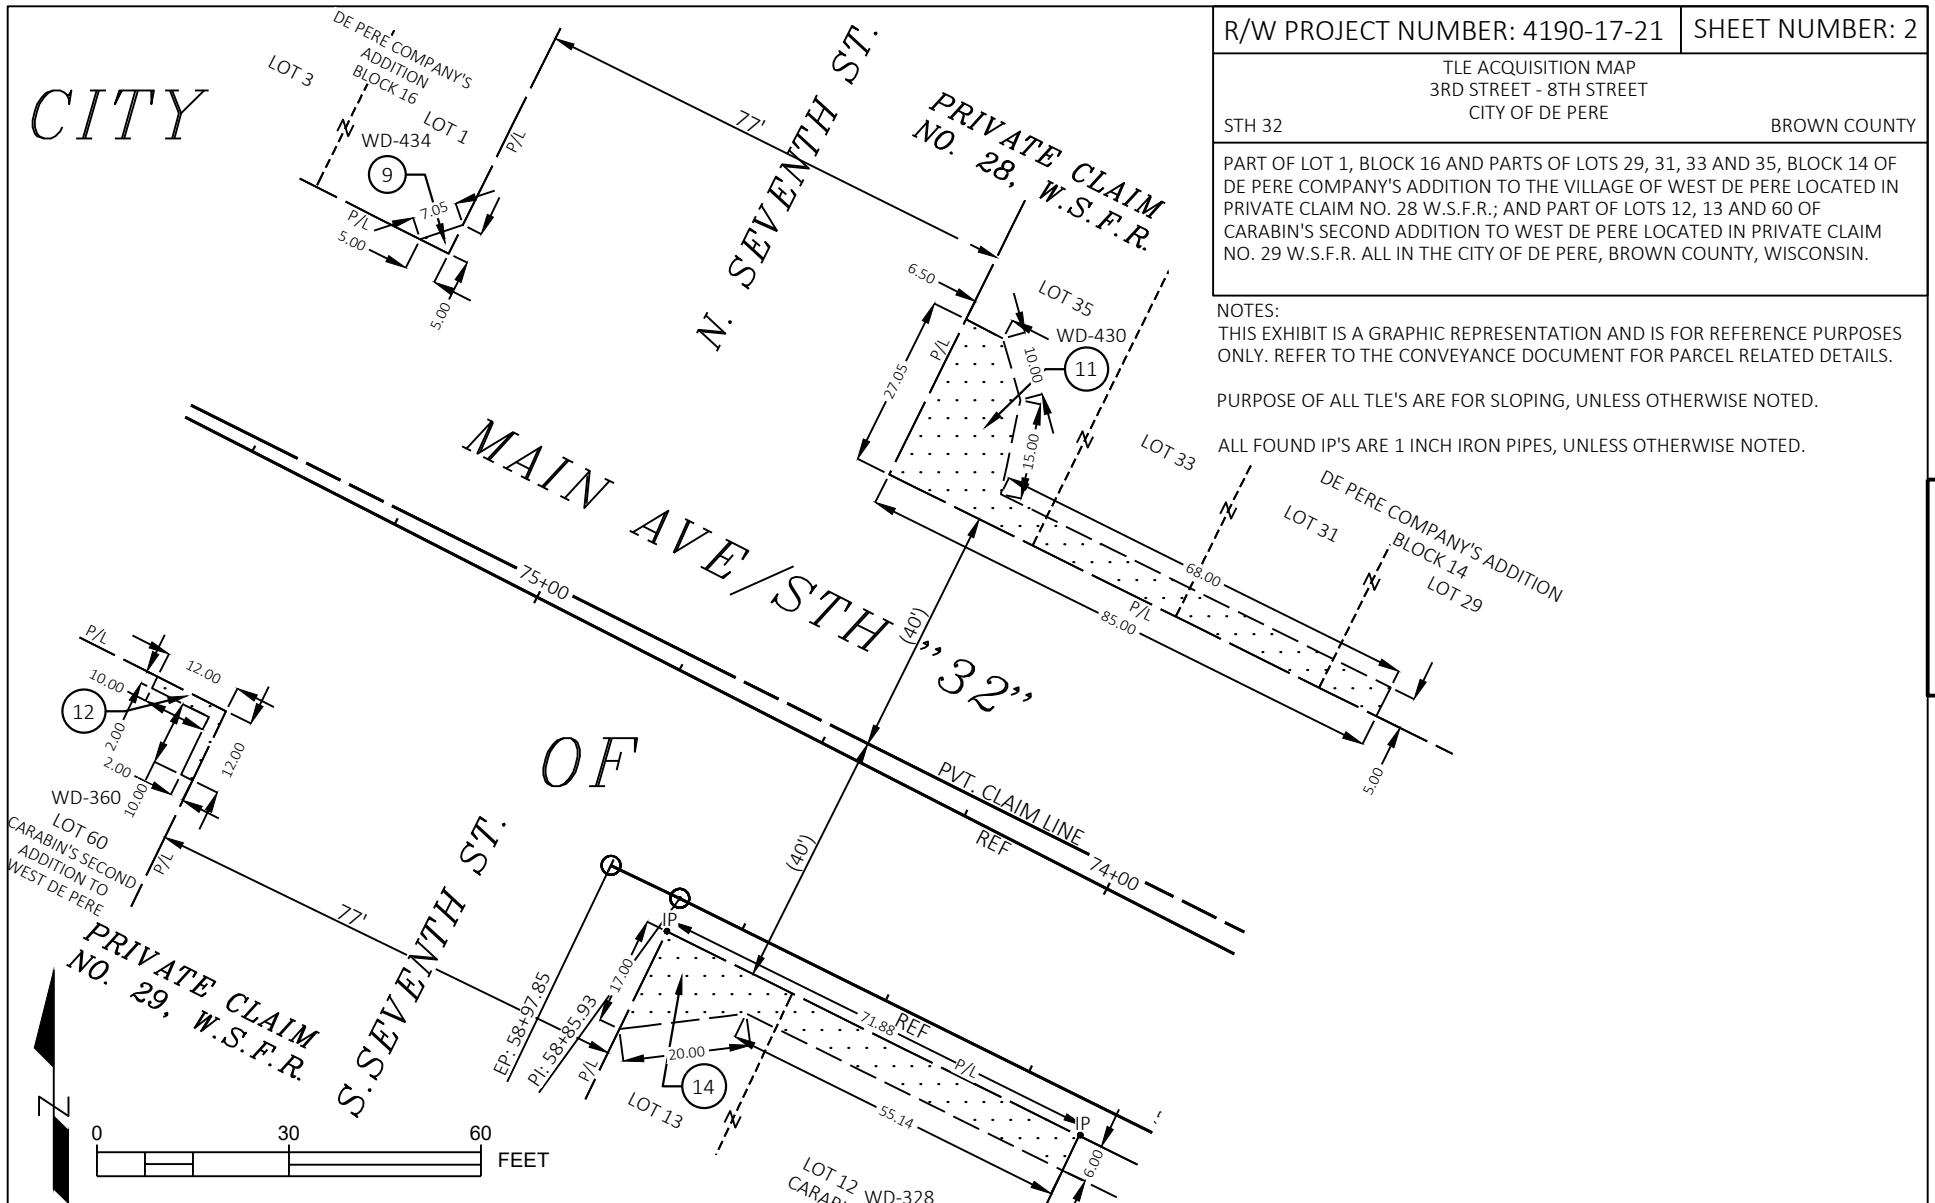 R/W PROJECT NUMBER: 4190-17-21
SHEET NUMBER: 2
TLE ACQUISITION MAP
3RD STREET - 8TH STREET
CITY OF DE PERE
STH 32
BROWN COUNTY
PART OF LOT 1, BLOCK 16 AND PARTS OF LOTS 29, 31, 33 AND 35, BLOCK 14 OF
DE PERE COMPANY'S ADDITION TO THE VILLAGE OF WEST DE PERE LOCATED IN
PRIVATE CLAIM NO. 28 W.S.F.R.; AND PART OF LOTS 12, 13 AND 60 OF
CARABIN'S SECOND ADDITION TO WEST DE PERE LOCATED IN PRIVATE CLAIM
NO. 29 W.S.F.R. ALL IN THE CITY OF DE PERE, BROWN COUNTY, WISCONSIN.
NOTES:
THIS EXHIBIT IS A GRAPHIC REPRESENTATION AND IS FOR REFERENCE PURPOSES
ONLY. REFER TO THE CONVEYANCE DOCUMENT FOR PARCEL RELATED DETAILS.
PURPOSE OF ALL TLE'S ARE FOR SLOPING, UNLESS OTHERWISE NOTED.
ALL FOUND IP'S ARE 1 INCH IRON PIPES, UNLESS OTHERWISE NOTED.
CITY
LOT 3
DE PERE COMPANY'S
ADDITION
BLOCK 16
LOT 1
WD-434
9
P/L
P/L
7.05
5.00
5.00
77'
N. SEVENTH ST.
PRIVATE CLAIM
NO. 28, W.S.F.R.
6.50
LOT 35
WD-430
11
P/L
10.00
27.05
15.00
LOT 33
LOT 31
DE PERE COMPANY'S ADDITION
BLOCK 14
LOT 29
68.00
P/L
85.00
5.00
MAIN AVE/STH "32"
75+00
(40')
(40')
PVT. CLAIM LINE
REF
74+00
OF
P/L
12.00
10.00
12
2.00
2.00
12.00
10.00
WD-360
LOT 60
CARABIN'S SECOND
ADDITION TO
WEST DE PERE
P/L
PRIVATE CLAIM
NO. 29, W.S.F.R.
77'
S.SEVENTH ST.
EP: 58+97.85
PI: 58+85.93
IP
17.00
P/L
20.00
14
LOT 13
71.88
REF
P/L
55.14
IP
6.00
LOT 12
WD-328
N
0
30
60
FEET